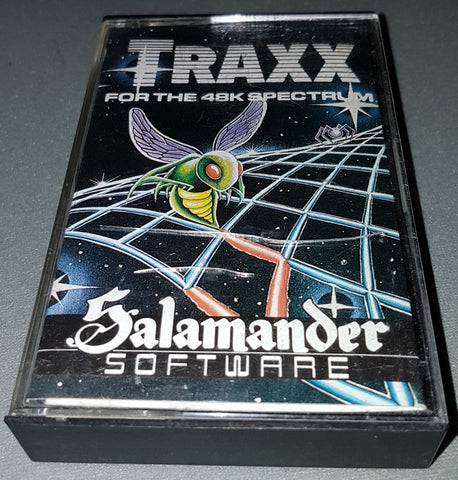 TRAXX
FOR THE 48K SPECTRUM
Salamander
SOFTWARE